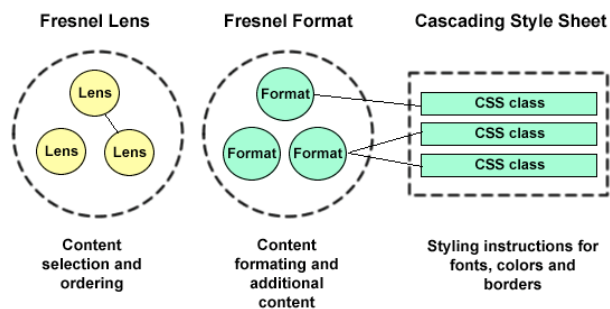 Fresnel Lens
Fresnel Format
Cascading Style Sheet
Lens
Lens
Lens
Format
Format
Format
CSS class
CSS class
CSS class
Content
selection and
ordering
Content
formating and
additional
content
Styling instructions for
fonts, colors and
borders